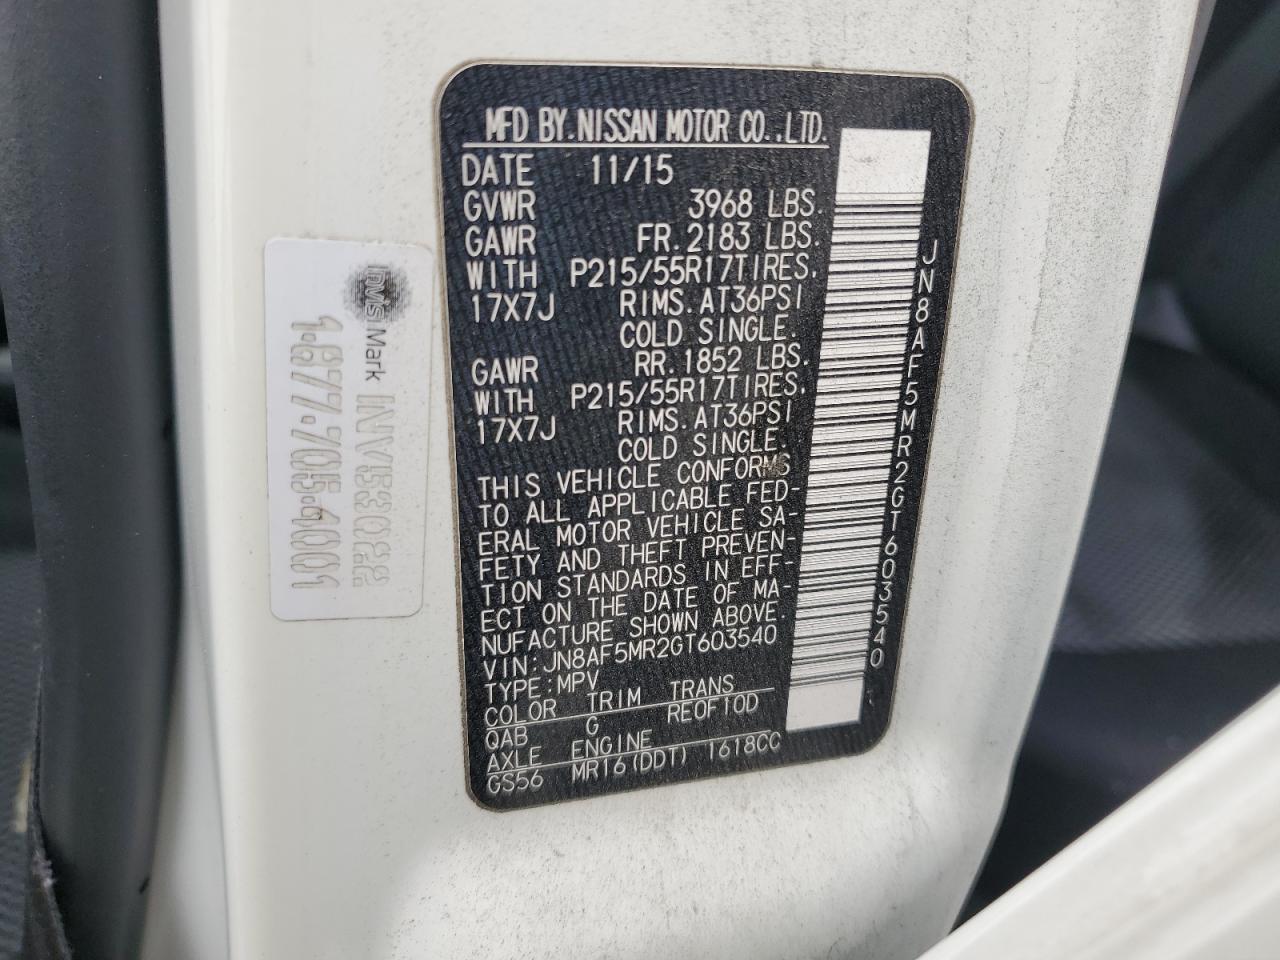 MFD BY.NISSAN MOTOR CO.,LTD.
DATE 11/15
GVWR 3968 LBS.
GAWR FR.2183 LBS.
WITH P215/55R17TIRES,
17X7J RIMS.AT36PSI
COLD SINGLE.
GAWR RR.1852 LBS.
WITH P215/55R17TIRES,
17X7J RIMS.AT36PSI
COLD SINGLE.
THIS VEHICLE CONFORMS
TO ALL APPLICABLE FED-
ERAL MOTOR VEHICLE SA-
FETY AND THEFT PREVEN-
TION STANDARDS IN EFF-
ECT ON THE DATE OF MA-
NUFACTURE SHOWN ABOVE.
VIN:JN8AF5MR2GT603540
TYPE:MPV
COLOR TRIM TRANS
QAB G RE0F10D
AXLE ENGINE
GS56 MR16(DDT) 1618CC
JN8AF5MR2GT603540
IDMS Mark INV53022
1.877.705.4001